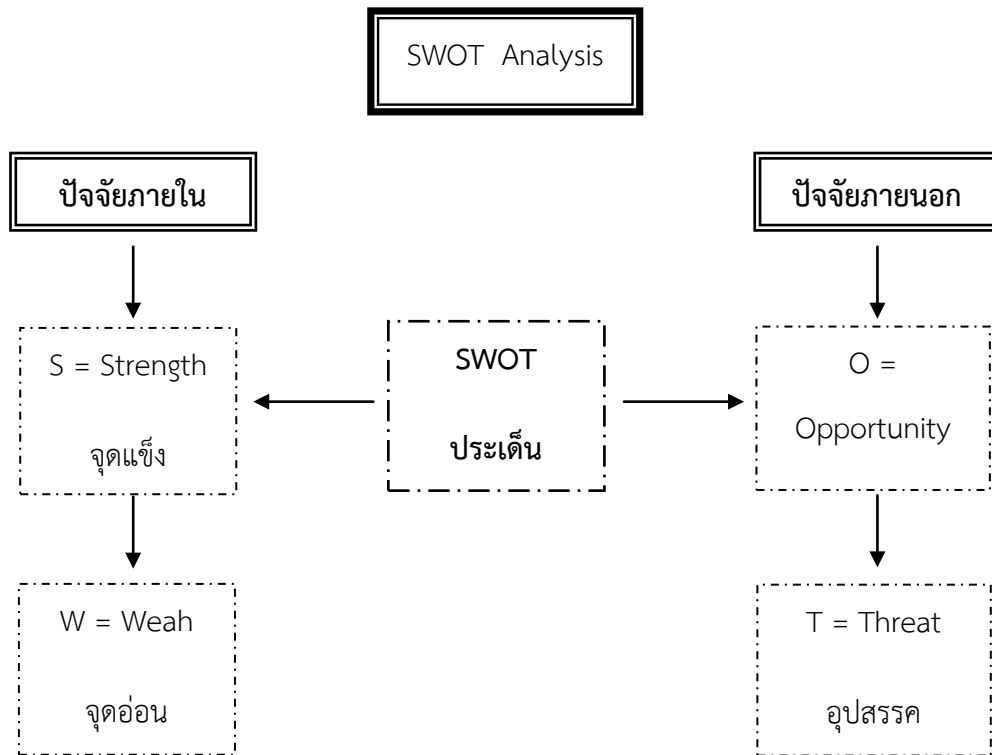 SWOT Analysis
ปัจจัยภายใน
ปัจจัยภายนอก
S = Strength
จุดแข็ง
SWOT
ประเด็น
O =
Opportunity
W = Weah
จุดอ่อน
T = Threat
อุปสรรค